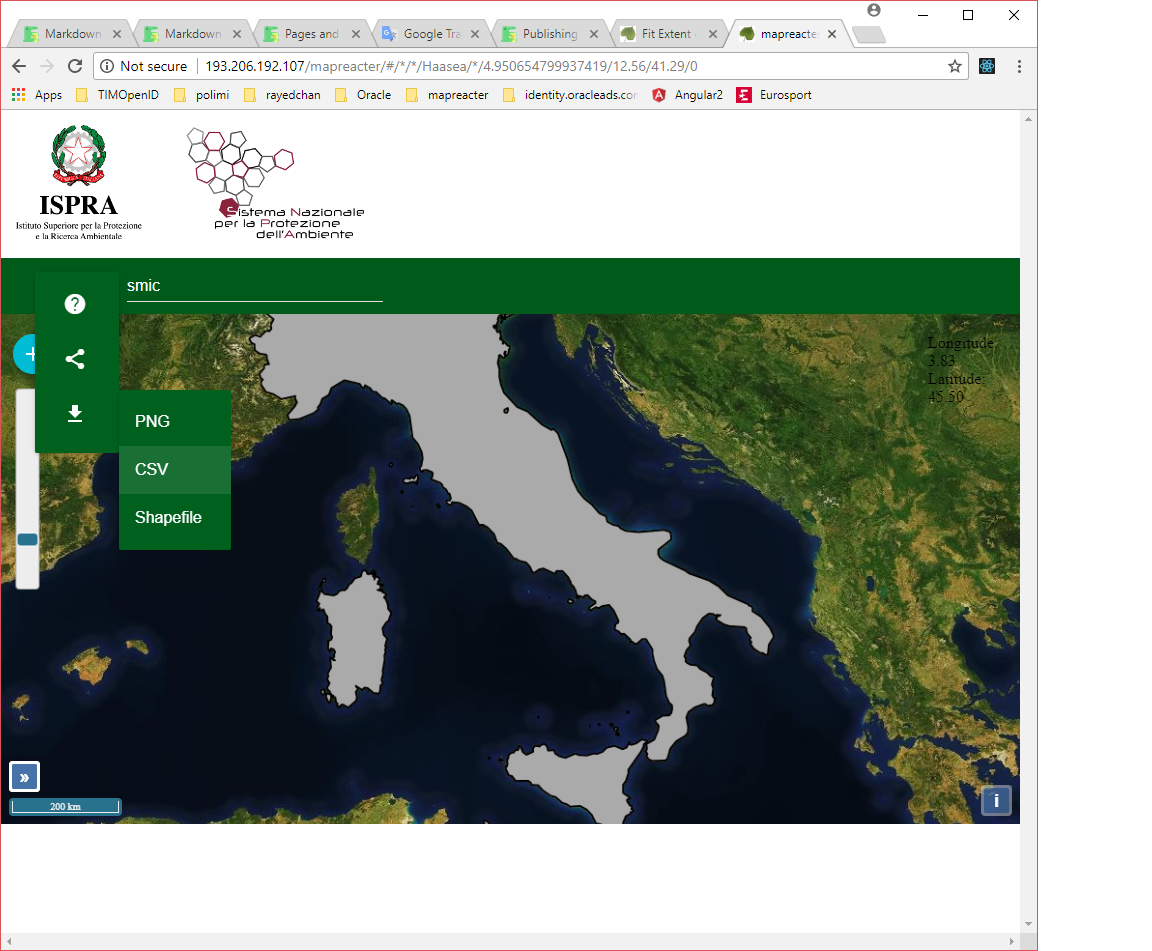 Markdown
Markdown
Pages and
Google Tra
Publishing
Fit Extent
mapreacter
Not secure
193.206.192.107/mapreacter/#/*/*/Haasea/*/4.950654799937419/12.56/41.29/0
Apps
TIMOpenID
polimi
rayedchan
Oracle
mapreacter
identity.oracleads.con
Angular2
Eurosport
ISPRA
Istituto Superiore per la Protezione
e la Ricerca Ambientale
Sistema Nazionale
per la Protezione
dell'Ambiente
smic
Longitude:
3.83
Latitude:
45.50
PNG
CSV
Shapefile
»
200 km
i